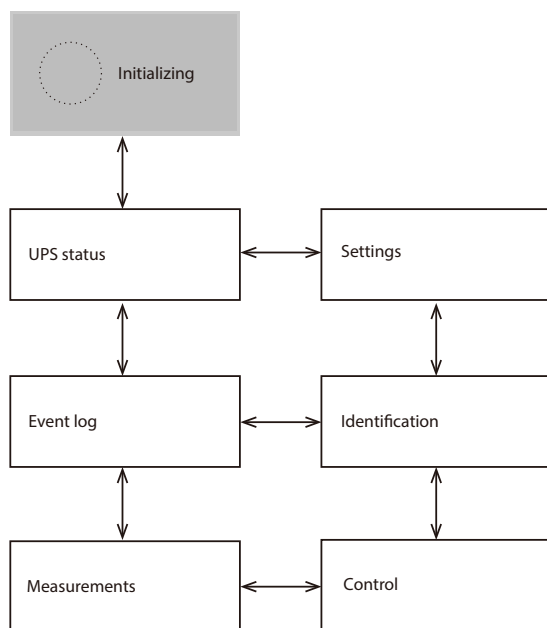 Initializing
UPS status
Settings
Event log
Identification
Measurements
Control